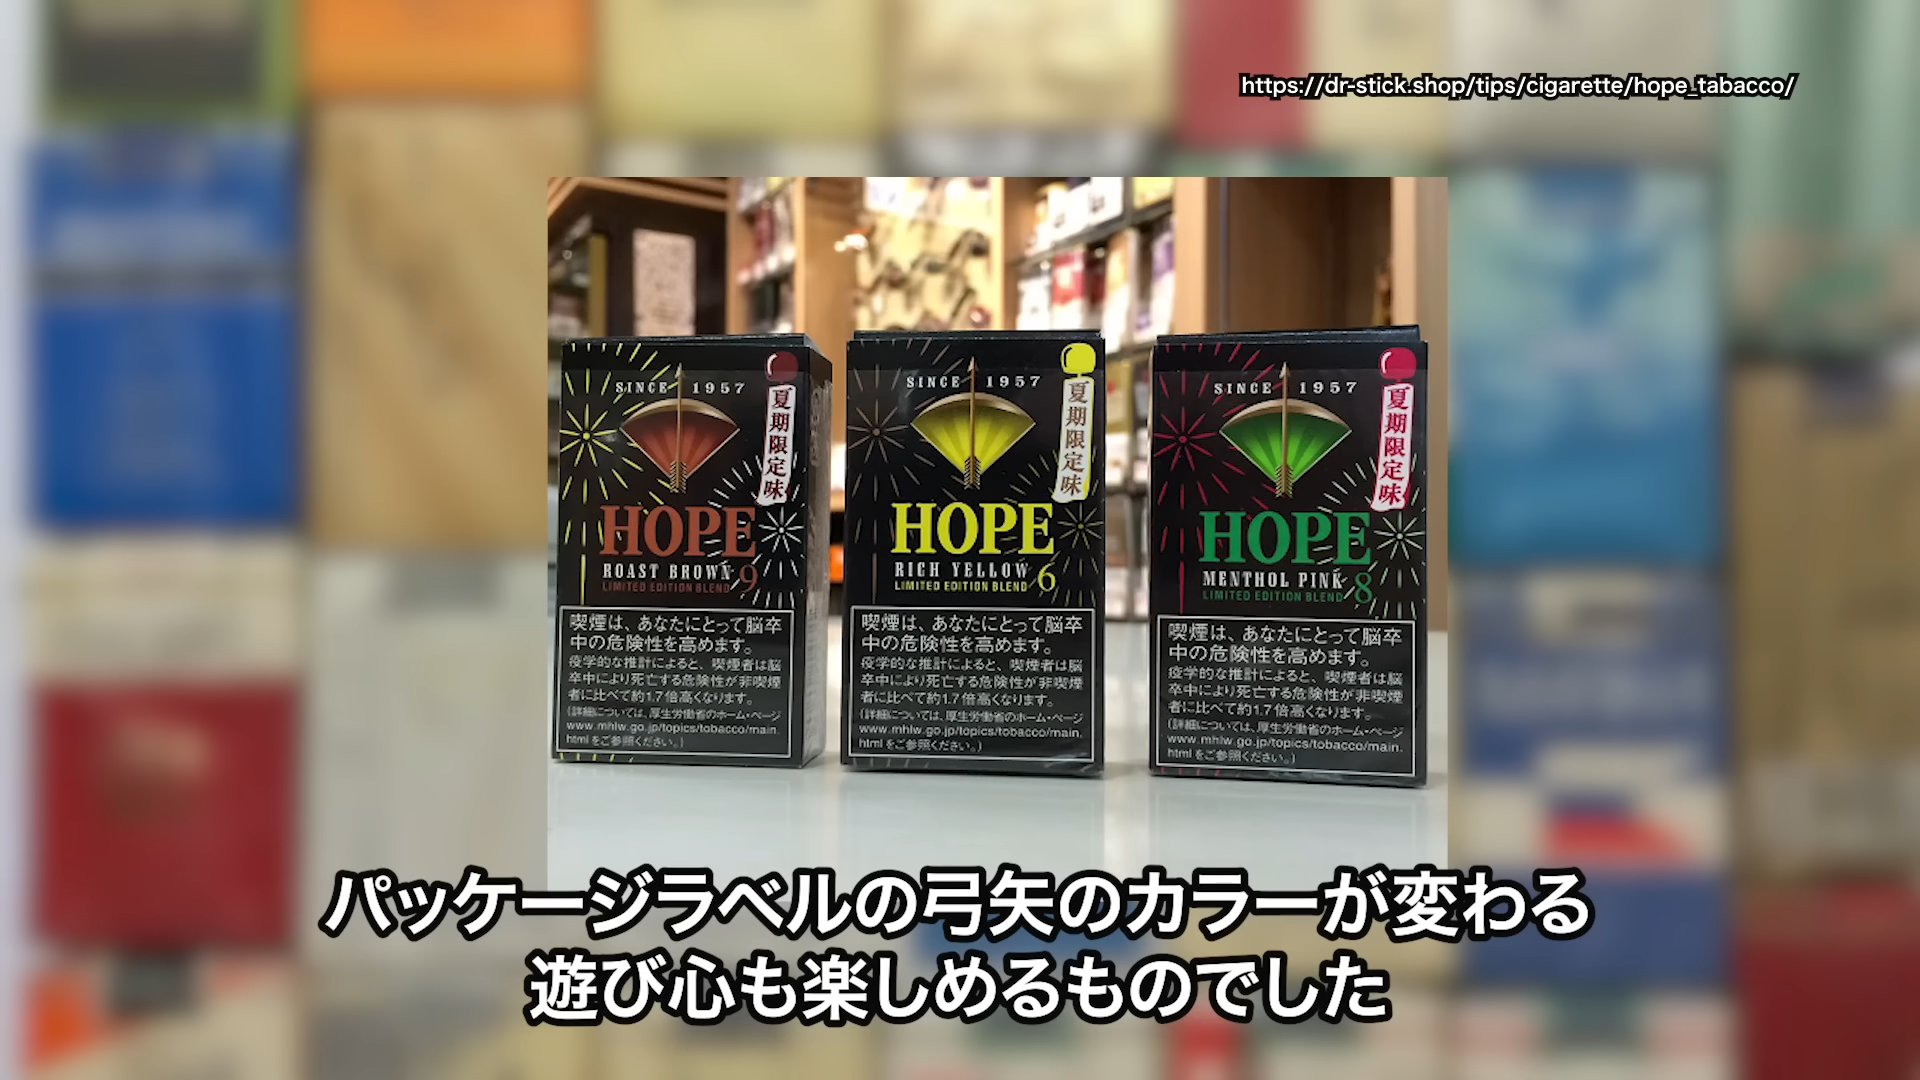 https://dr-stick.shop/tips/cigarette/hope_tabacco/
SINCE 1957
夏期限定味
HOPE
ROAST BROWN 9
LIMITED EDITION BLEND
喫煙は、あなたにとって脳卒
中の危険性を高めます。
疫学的な推計によると、喫煙者は脳
卒中により死亡する危険性が非喫煙
者に比べて約1.7倍高くなります。
(詳細については、厚生労働省のホーム・ページ
www.mhlw.go.jp/topics/tobacco/main.
htmlをご参照ください。)
SINCE 1957
夏期限定味
HOPE
RICH YELLOW 6
LIMITED EDITION BLEND
喫煙は、あなたにとって脳卒
中の危険性を高めます。
疫学的な推計によると、喫煙者は脳
卒中により死亡する危険性が非喫煙
者に比べて約1.7倍高くなります。
(詳細については、厚生労働省のホーム・ページ
www.mhlw.go.jp/topics/tobacco/main.
htmlをご参照ください。)
SINCE 1957
夏期限定味
HOPE
MENTHOL PINK 8
LIMITED EDITION BLEND
喫煙は、あなたにとって脳卒
中の危険性を高めます。
疫学的な推計によると、喫煙者は脳
卒中により死亡する危険性が非喫煙
者に比べて約1.7倍高くなります。
(詳細については、厚生労働省のホーム・ページ
www.mhlw.go.jp/topics/tobacco/main.
htmlをご参照ください。)
パッケージラベルの弓矢のカラーが変わる
遊び心も楽しめるものでした